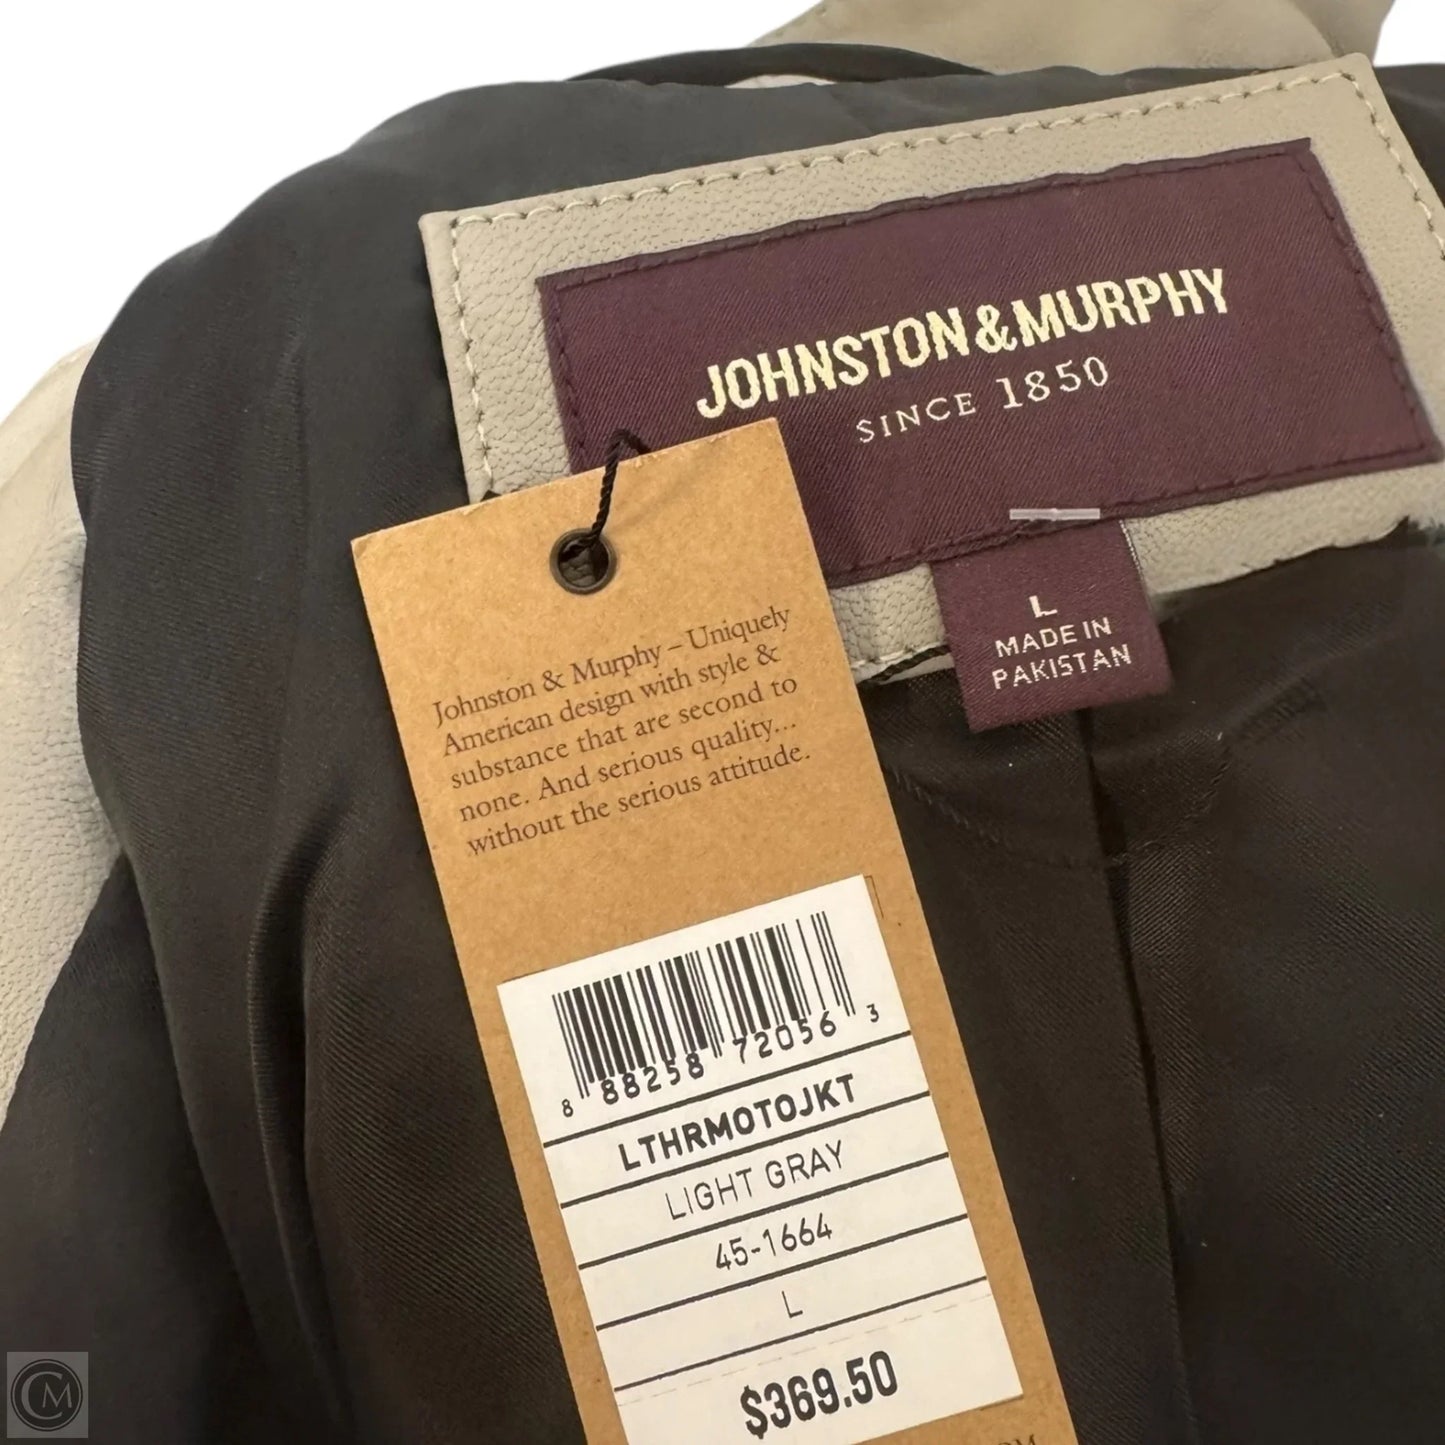 JOHNSTON & MURPHY
SINCE 1850
L
MADE IN
PAKISTAN
Johnston & Murphy – Uniquely
American design with style &
substance that are second to
none. And serious quality...
without the serious attitude.
8 88258 72056 3
LTHRMOTOJKT
LIGHT GRAY
45-1664
L
$369.50
CM